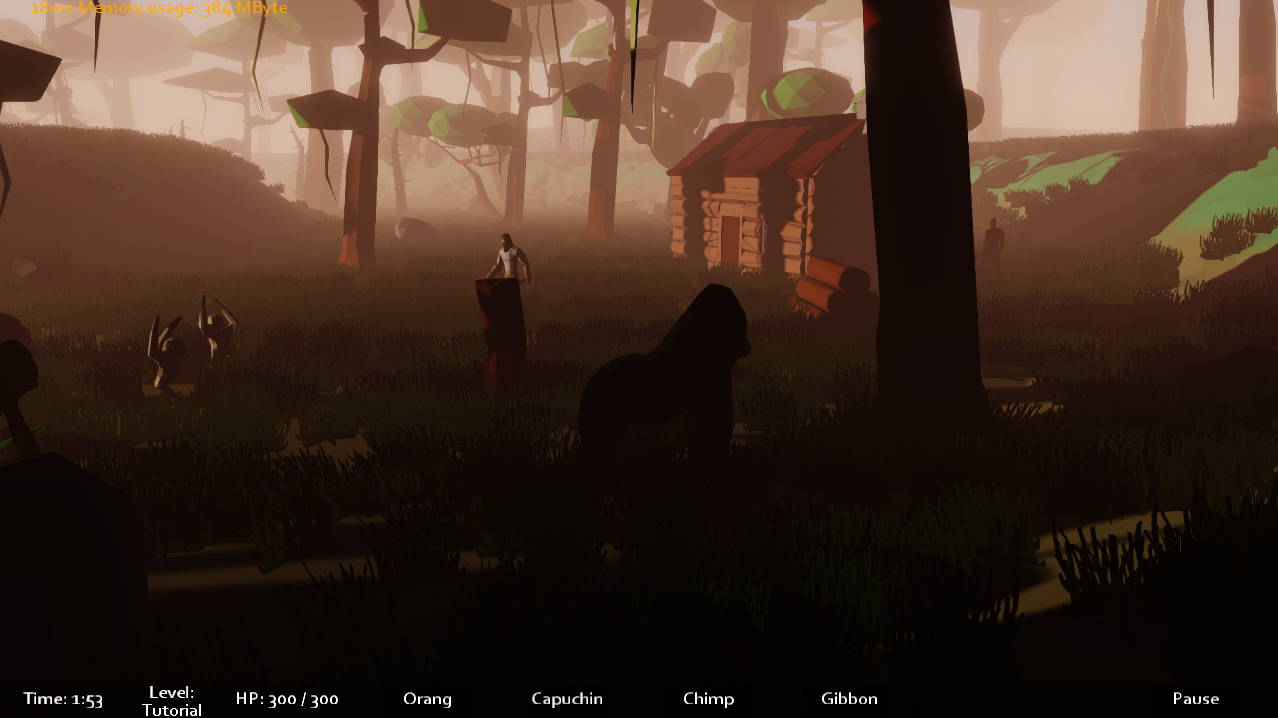 18ms Memory usage: 384 MByte
Time: 1:53
Level:
Tutorial
HP: 300 / 300
Orang
Capuchin
Chimp
Gibbon
Pause